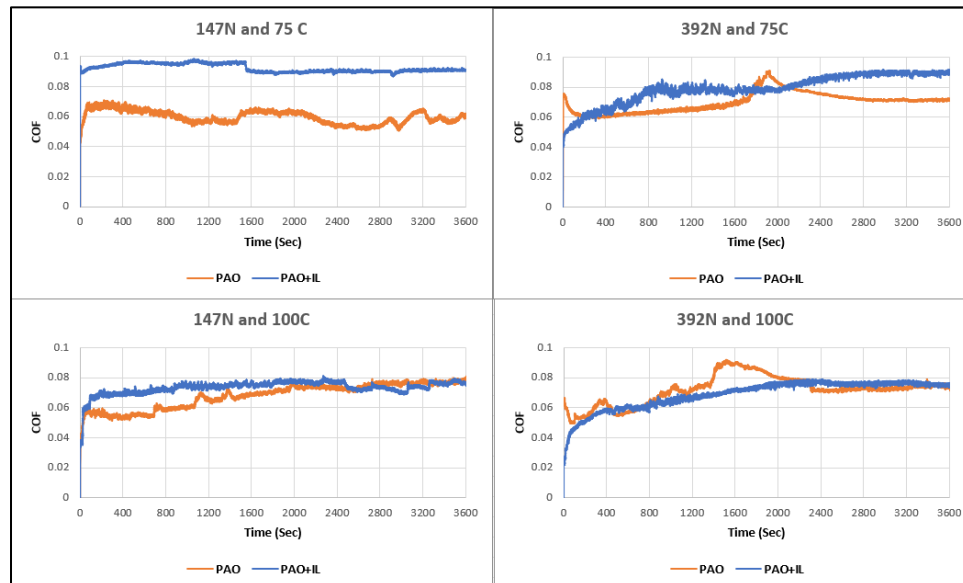 147N and 75 C
0.1
0.08
0.06
0.04
0.02
0
COF
0 400 800 1200 1600 2000 2400 2800 3200 3600
Time (Sec)
PAO PAO+IL
392N and 75C
0.1
0.08
0.06
0.04
0.02
0
COF
0 400 800 1200 1600 2000 2400 2800 3200 3600
Time (Sec)
PAO PAO+IL
147N and 100C
0.1
0.08
0.06
0.04
0.02
0
COF
0 400 800 1200 1600 2000 2400 2800 3200 3600
Time (Sec)
PAO PAO+IL
392N and 100C
0.1
0.08
0.06
0.04
0.02
0
COF
0 400 800 1200 1600 2000 2400 2800 3200 3600
Time (Sec)
PAO PAO+IL